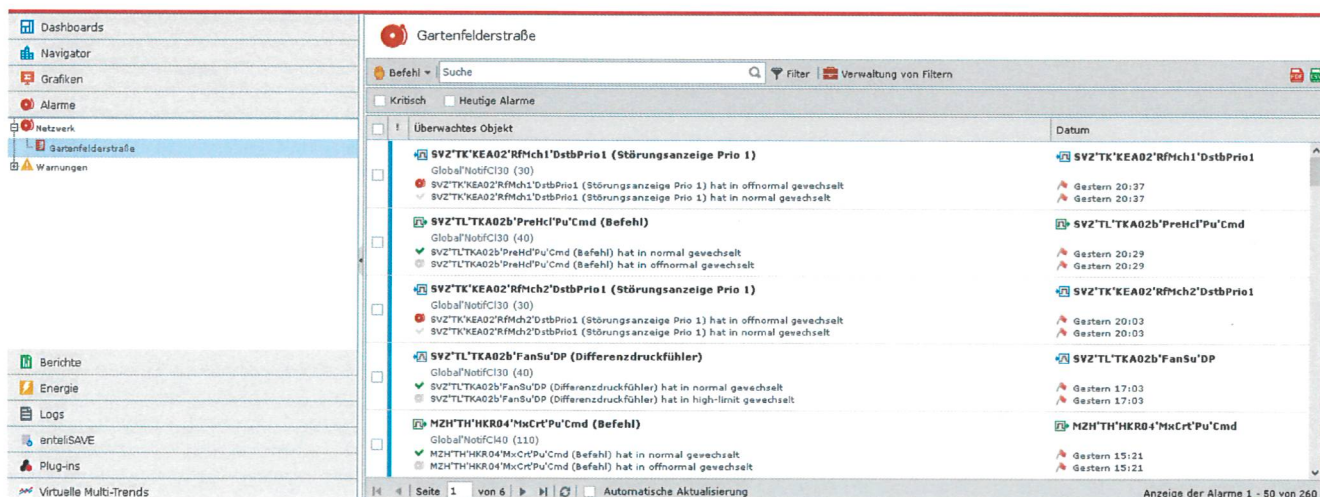 Dashboards
Navigator
Grafiken
Alarme
Netzwerk
Gartenfelderstraße
Warnungen
Berichte
Energie
Logs
enteliSAVE
Plug-ins
Virtuelle Multi-Trends
Gartenfelderstraße
Befehl Suche Filter Verwaltung von Filtern PDF CSV
Kritisch Heutige Alarme
! Überwachtes Objekt Datum
SVZ'TK'KEA02'RfMch1'DstbPrio1 (Störungsanzeige Prio 1) SVZ'TK'KEA02'RfMch1'DstbPrio1
Global'NotifCl30 (30)
SVZ'TK'KEA02'RfMch1'DstbPrio1 (Störungsanzeige Prio 1) hat in offnormal gewechselt Gestern 20:37
SVZ'TK'KEA02'RfMch1'DstbPrio1 (Störungsanzeige Prio 1) hat in normal gewechselt Gestern 20:37
SVZ'TL'TKA02b'PreHcl'Pu'Cmd (Befehl) SVZ'TL'TKA02b'PreHcl'Pu'Cmd
Global'NotifCl30 (40)
SVZ'TL'TKA02b'PreHcl'Pu'Cmd (Befehl) hat in normal gewechselt Gestern 20:29
SVZ'TL'TKA02b'PreHcl'Pu'Cmd (Befehl) hat in offnormal gewechselt Gestern 20:29
SVZ'TK'KEA02'RfMch2'DstbPrio1 (Störungsanzeige Prio 1) SVZ'TK'KEA02'RfMch2'DstbPrio1
Global'NotifCl30 (30)
SVZ'TK'KEA02'RfMch2'DstbPrio1 (Störungsanzeige Prio 1) hat in offnormal gewechselt Gestern 20:03
SVZ'TK'KEA02'RfMch2'DstbPrio1 (Störungsanzeige Prio 1) hat in normal gewechselt Gestern 20:03
SVZ'TL'TKA02b'FanSu'DP (Differenzdruckfühler) SVZ'TL'TKA02b'FanSu'DP
Global'NotifCl30 (40)
SVZ'TL'TKA02b'FanSu'DP (Differenzdruckfühler) hat in normal gewechselt Gestern 17:03
SVZ'TL'TKA02b'FanSu'DP (Differenzdruckfühler) hat in high-limit gewechselt Gestern 17:03
MZH'TH'HKR04'MxCrt'Pu'Cmd (Befehl) MZH'TH'HKR04'MxCrt'Pu'Cmd
Global'NotifCl40 (110)
MZH'TH'HKR04'MxCrt'Pu'Cmd (Befehl) hat in normal gewechselt Gestern 15:21
MZH'TH'HKR04'MxCrt'Pu'Cmd (Befehl) hat in offnormal gewechselt Gestern 15:21
Seite 1 von 6 Automatische Aktualisierung Anzeige der Alarme 1 - 50 von 260